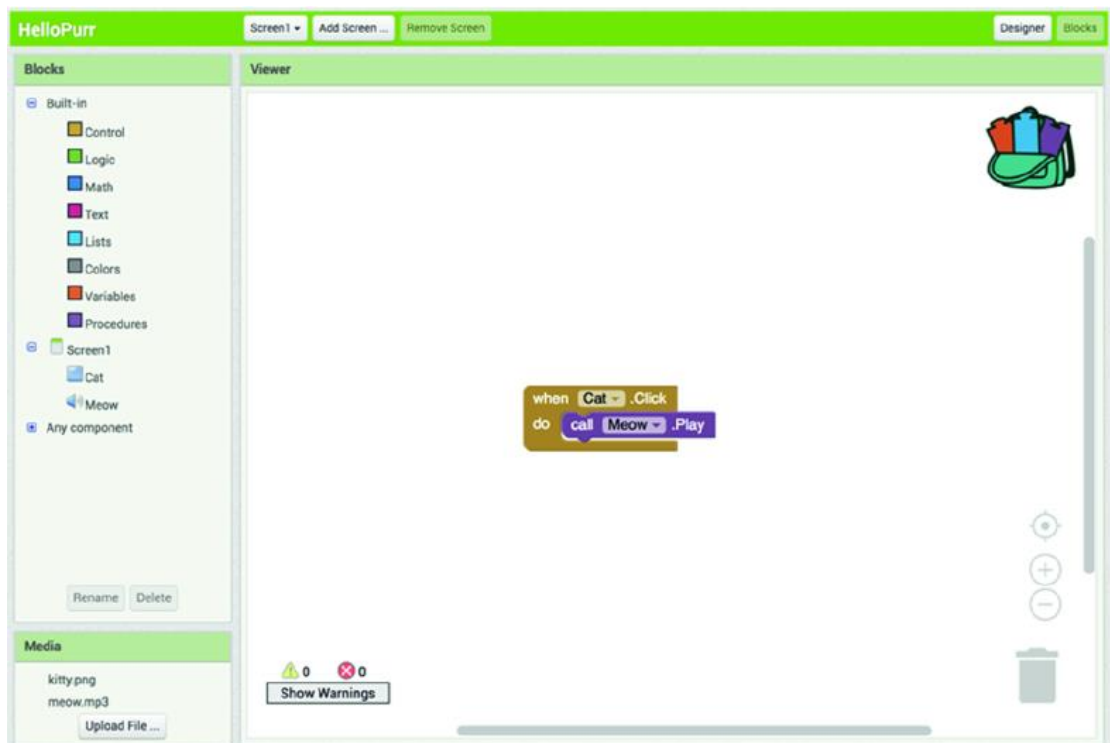 HelloPurr
Screen1
Add Screen ...
Remove Screen
Designer
Blocks
Blocks
Built-in
Control
Logic
Math
Text
Lists
Colors
Variables
Procedures
Screen1
Cat
Meow
Any component
Rename
Delete
Media
kitty.png
meow.mp3
Upload File ...
Viewer
when Cat .Click
do call Meow .Play
0 0
Show Warnings